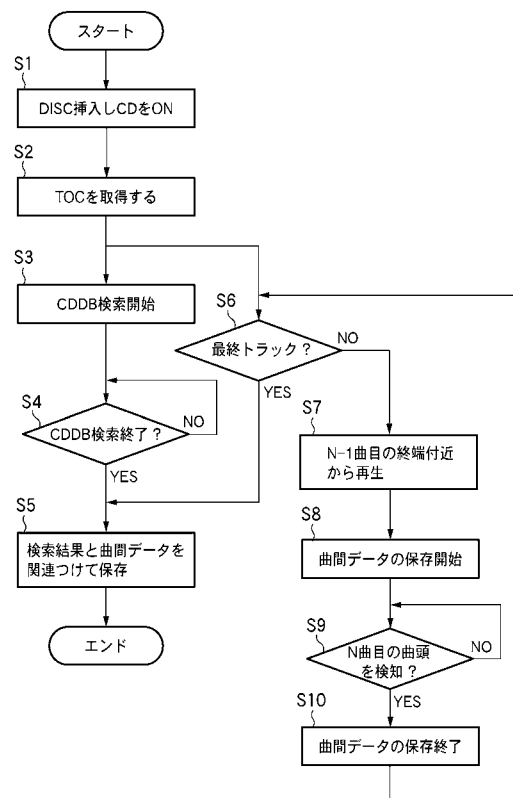 スタート
S1
DISC挿入しCDをON
S2
TOCを取得する
S3
CDDB検索開始
S4
CDDB検索終了？
NO
YES
S5
検索結果と曲間データを
関連つけて保存
エンド
S6
最終トラック？
NO
YES
S7
N-1曲目の終端付近
から再生
S8
曲間データの保存開始
S9
N曲目の曲頭
を検知？
NO
YES
S10
曲間データの保存終了